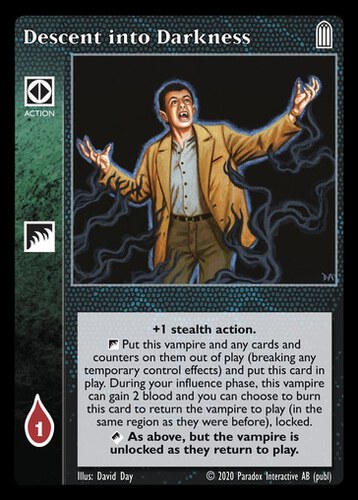 Descent into Darkness
ACTION
+1 stealth action.
Put this vampire and any cards and
counters on them out of play (breaking any
temporary control effects) and put this card in
play. During your influence phase, this vampire
can gain 2 blood and you can choose to burn
this card to return the vampire to play (in the
same region as they were before), locked.
As above, but the vampire is
unlocked as they return to play.
1
Illus: David Day
© 2020 Paradox Interactive AB (publ)